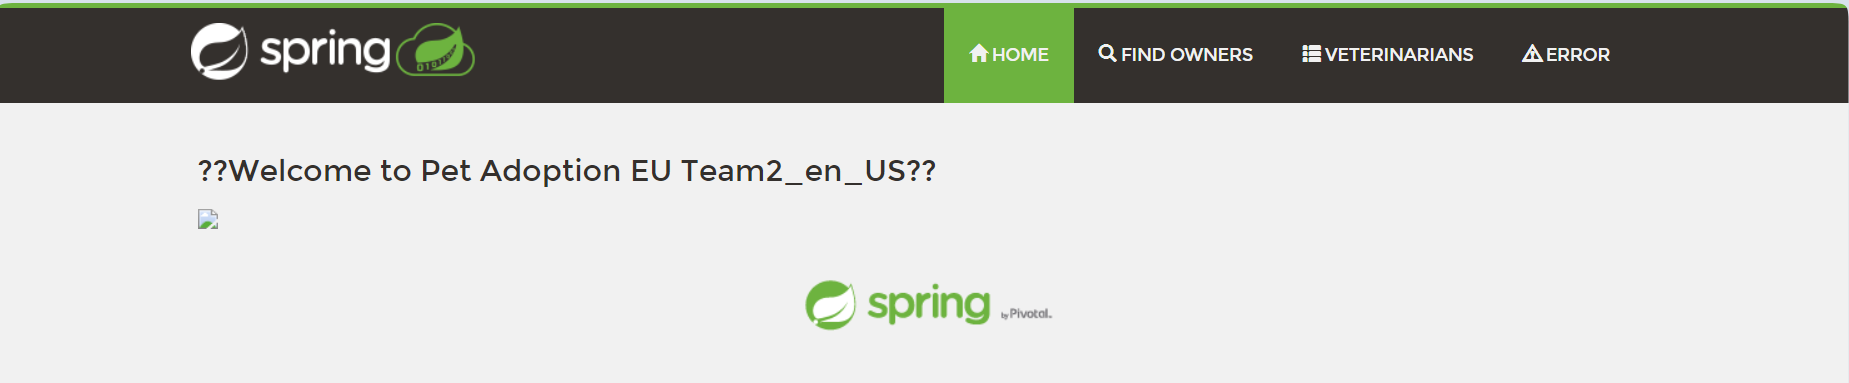 spring
HOME
FIND OWNERS
VETERINARIANS
ERROR
??Welcome to Pet Adoption EU Team2_en_US??
spring by Pivotal.